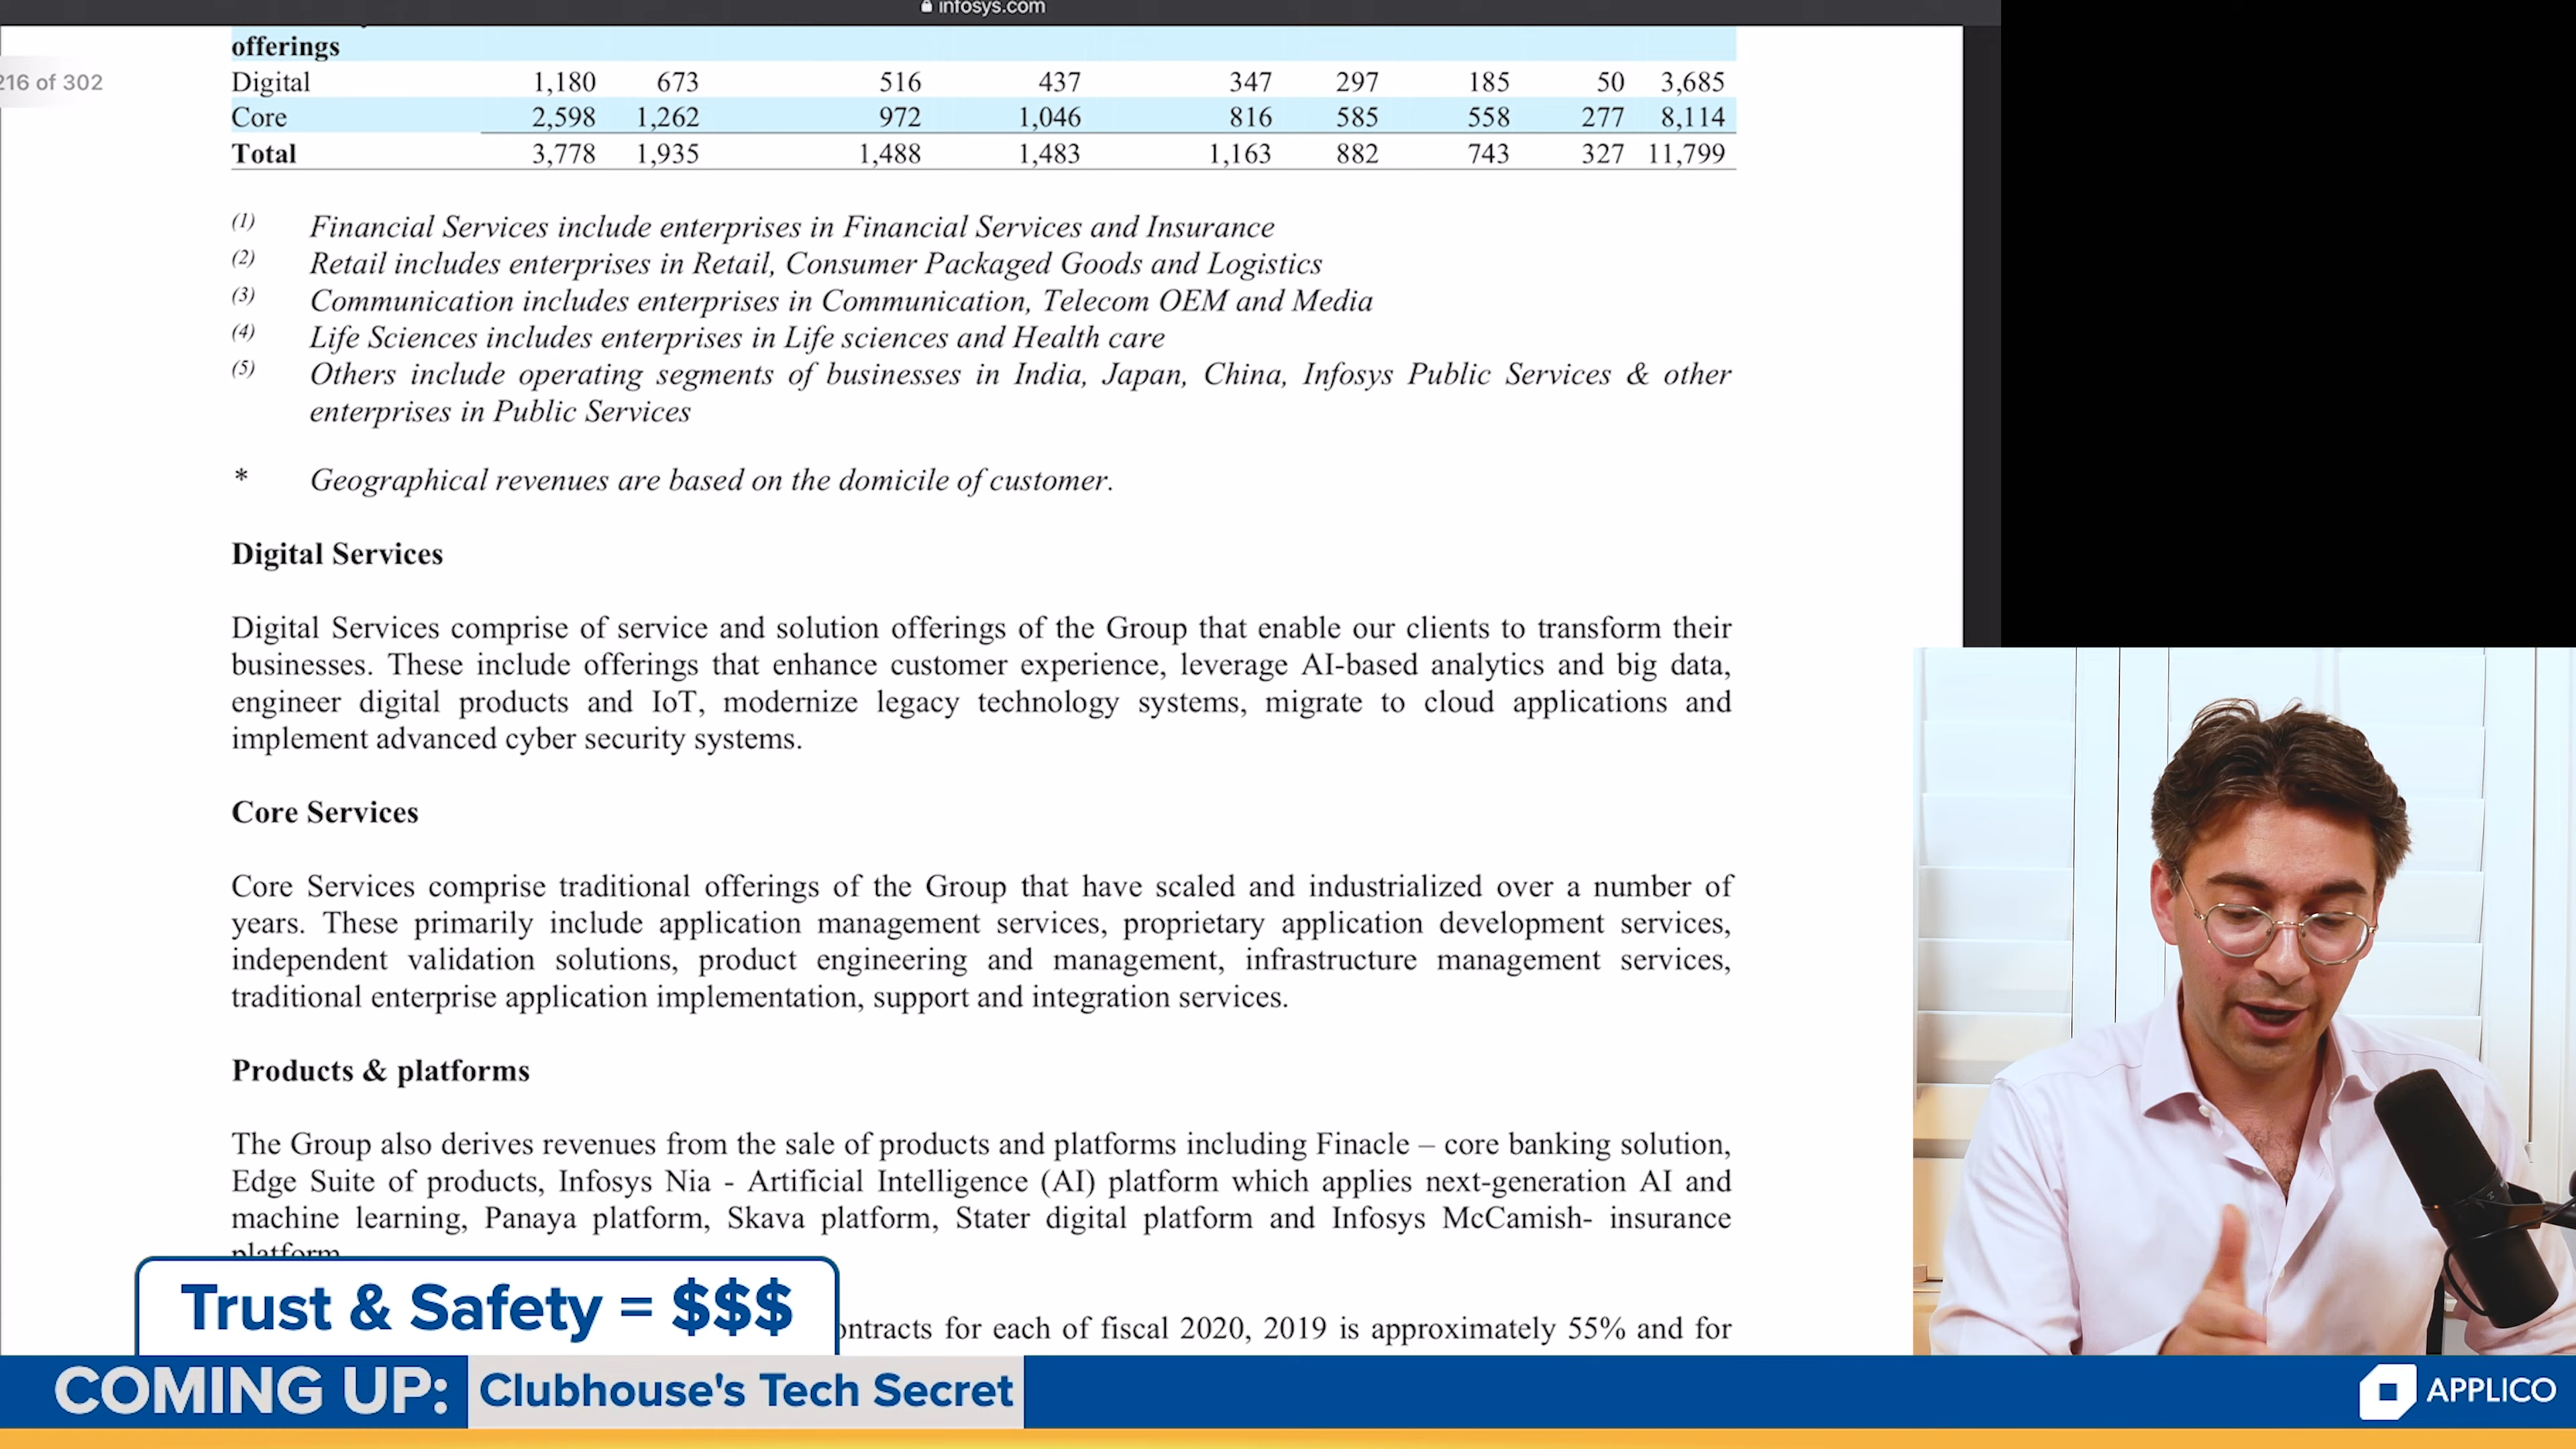 infosys.com
216 of 302
offerings
Digital 1,180 673 516 437 347 297 185 50 3,685
Core 2,598 1,262 972 1,046 816 585 558 277 8,114
Total 3,778 1,935 1,488 1,483 1,163 882 743 327 11,799
(1) Financial Services include enterprises in Financial Services and Insurance
(2) Retail includes enterprises in Retail, Consumer Packaged Goods and Logistics
(3) Communication includes enterprises in Communication, Telecom OEM and Media
(4) Life Sciences includes enterprises in Life sciences and Health care
(5) Others include operating segments of businesses in India, Japan, China, Infosys Public Services & other
enterprises in Public Services
* Geographical revenues are based on the domicile of customer.
Digital Services
Digital Services comprise of service and solution offerings of the Group that enable our clients to transform their
businesses. These include offerings that enhance customer experience, leverage AI-based analytics and big data,
engineer digital products and IoT, modernize legacy technology systems, migrate to cloud applications and
implement advanced cyber security systems.
Core Services
Core Services comprise traditional offerings of the Group that have scaled and industrialized over a number of
years. These primarily include application management services, proprietary application development services,
independent validation solutions, product engineering and management, infrastructure management services,
traditional enterprise application implementation, support and integration services.
Products & platforms
The Group also derives revenues from the sale of products and platforms including Finacle – core banking solution,
Edge Suite of products, Infosys Nia - Artificial Intelligence (AI) platform which applies next-generation AI and
machine learning, Panaya platform, Skava platform, Stater digital platform and Infosys McCamish- insurance
platform
ontracts for each of fiscal 2020, 2019 is approximately 55% and for
Trust & Safety = $$$
COMING UP: Clubhouse's Tech Secret
APPLICO